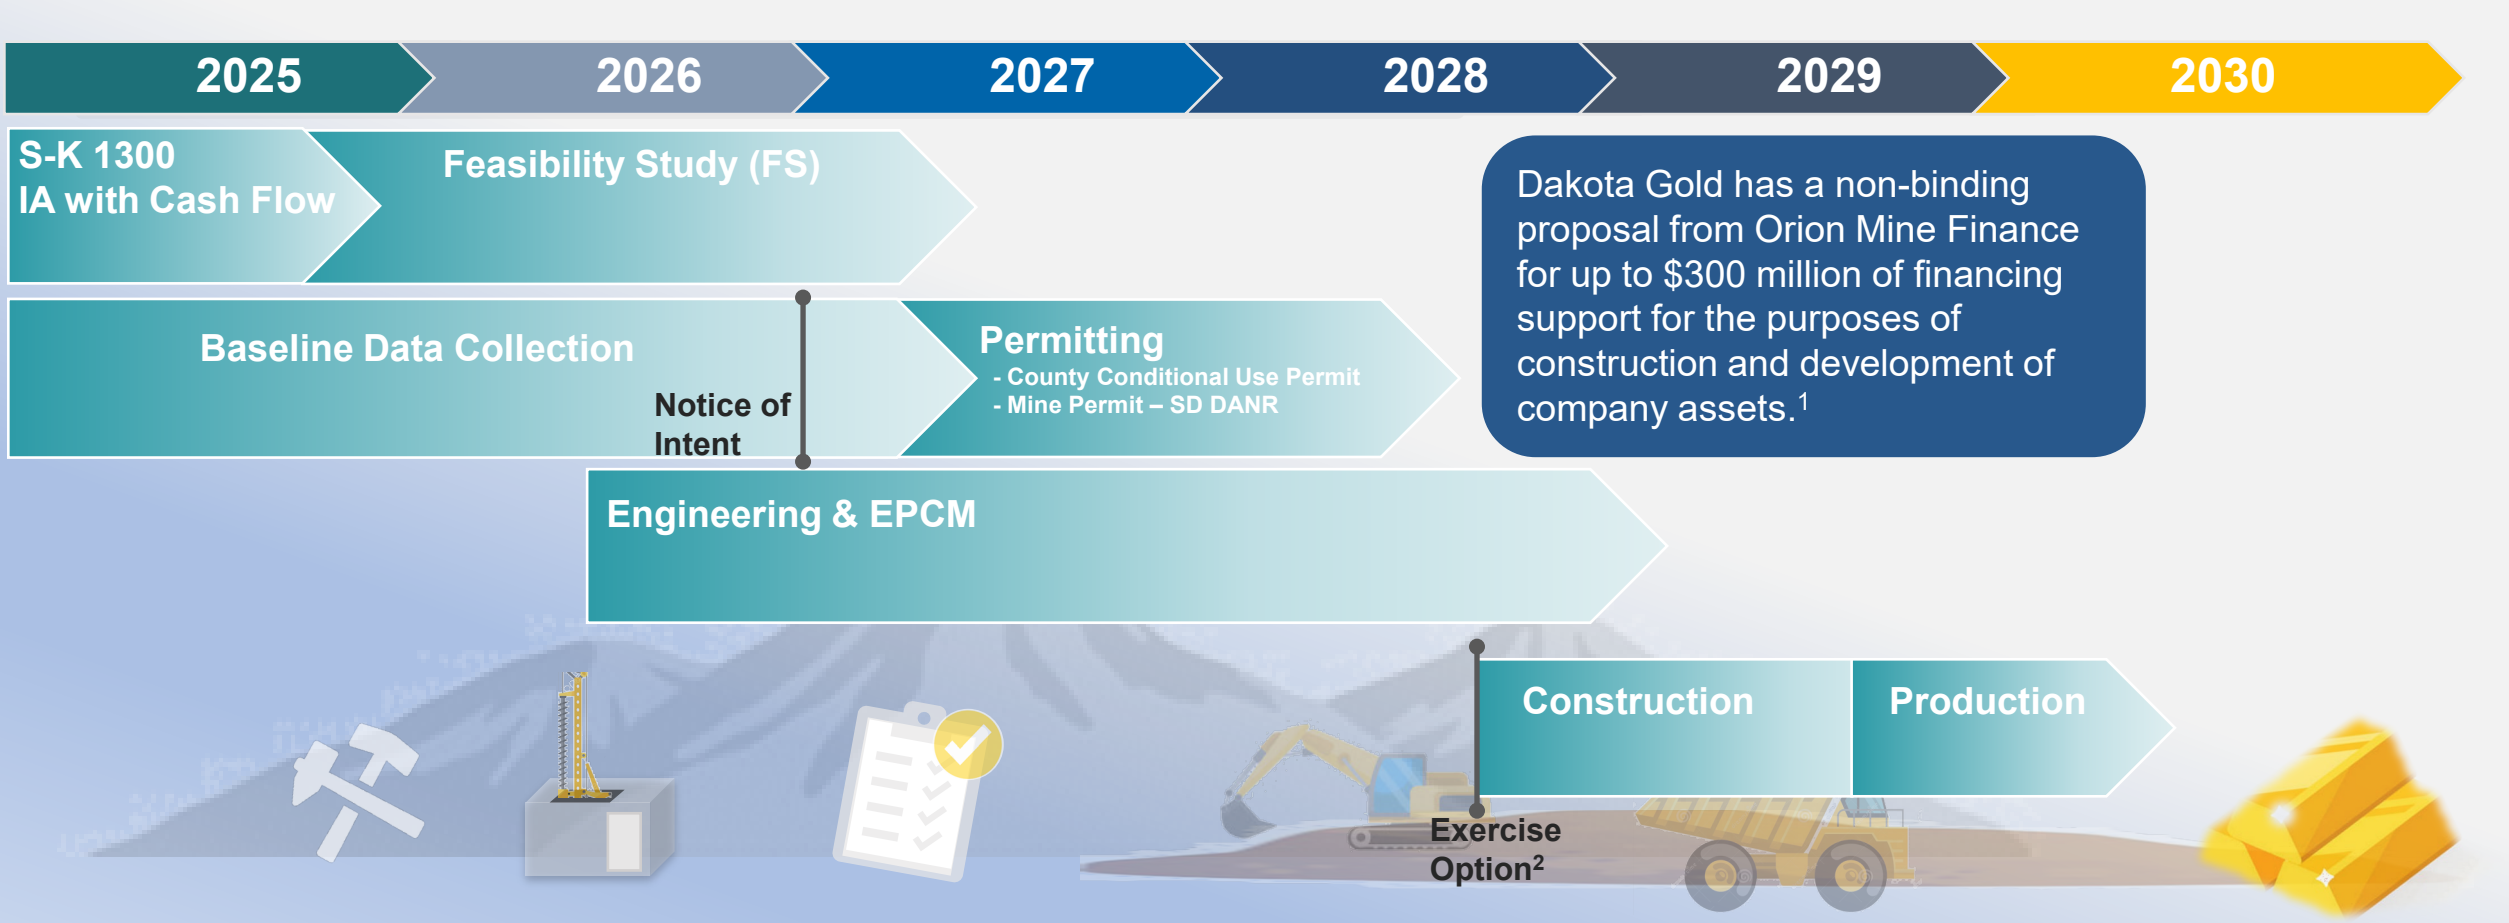 2025
2026
2027
2028
2029
2030
S-K 1300
IA with Cash Flow
Feasibility Study (FS)
Dakota Gold has a non-binding
proposal from Orion Mine Finance
for up to $300 million of financing
support for the purposes of
construction and development of
company assets.1
Baseline Data Collection
Notice of
Intent
Permitting
- County Conditional Use Permit
- Mine Permit – SD DANR
Engineering & EPCM
Construction
Production
Exercise
Option2